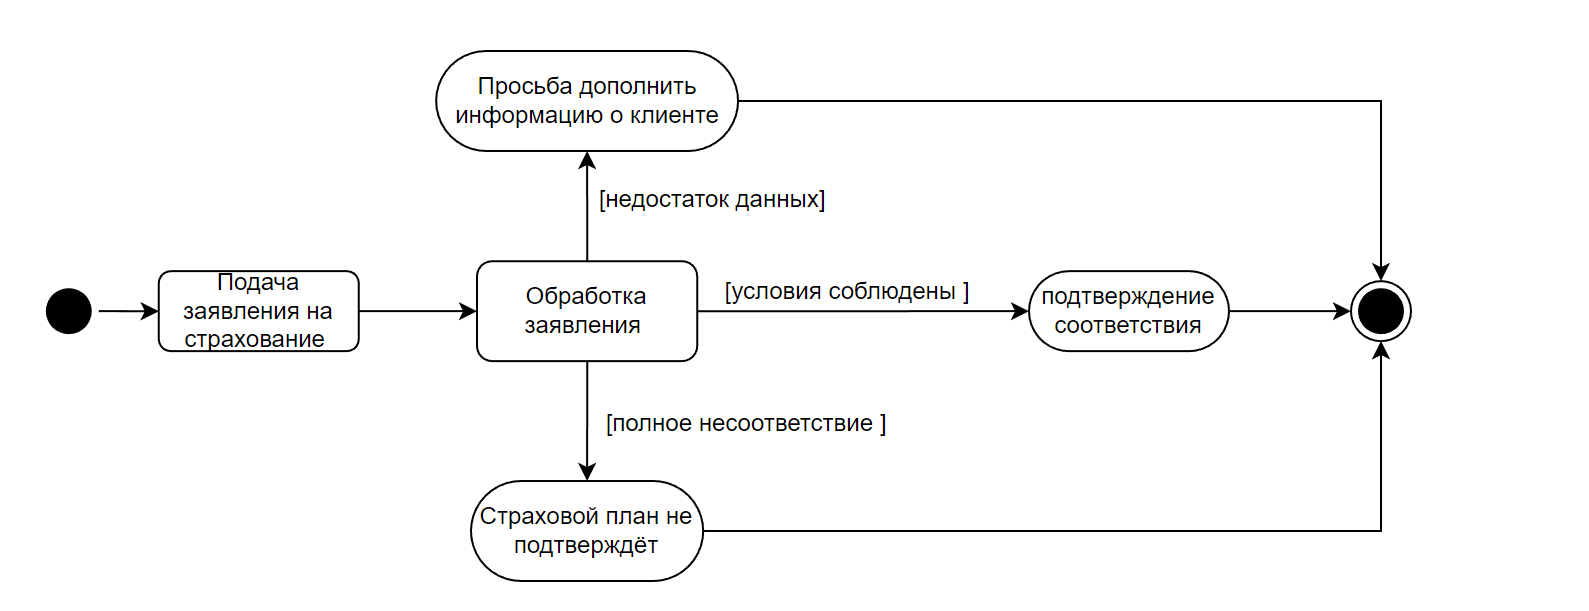 Просьба дополнить
информацию о клиенте
[недостаток данных]
Подача
заявления на
страхование
Обработка
заявления
[условия соблюдены ]
подтверждение
соответствия
[полное несоответствие ]
Страховой план не
подтверждёт